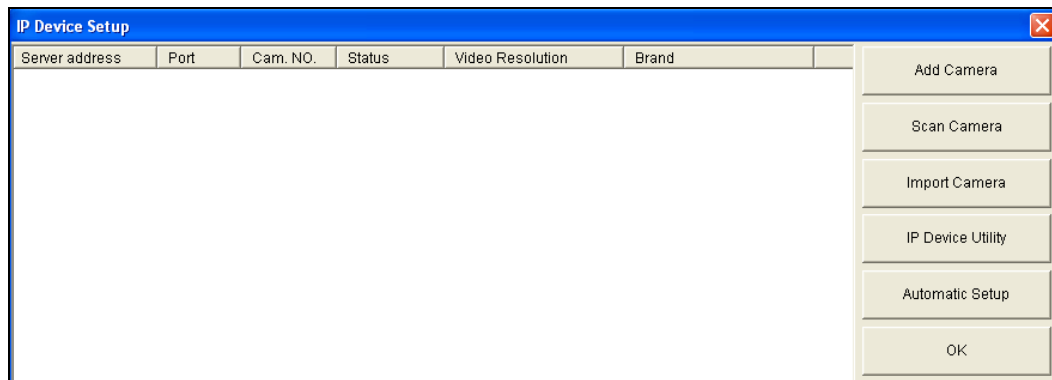 IP Device Setup
Server address Port Cam. NO. Status Video Resolution Brand
Add Camera
Scan Camera
Import Camera
IP Device Utility
Automatic Setup
OK